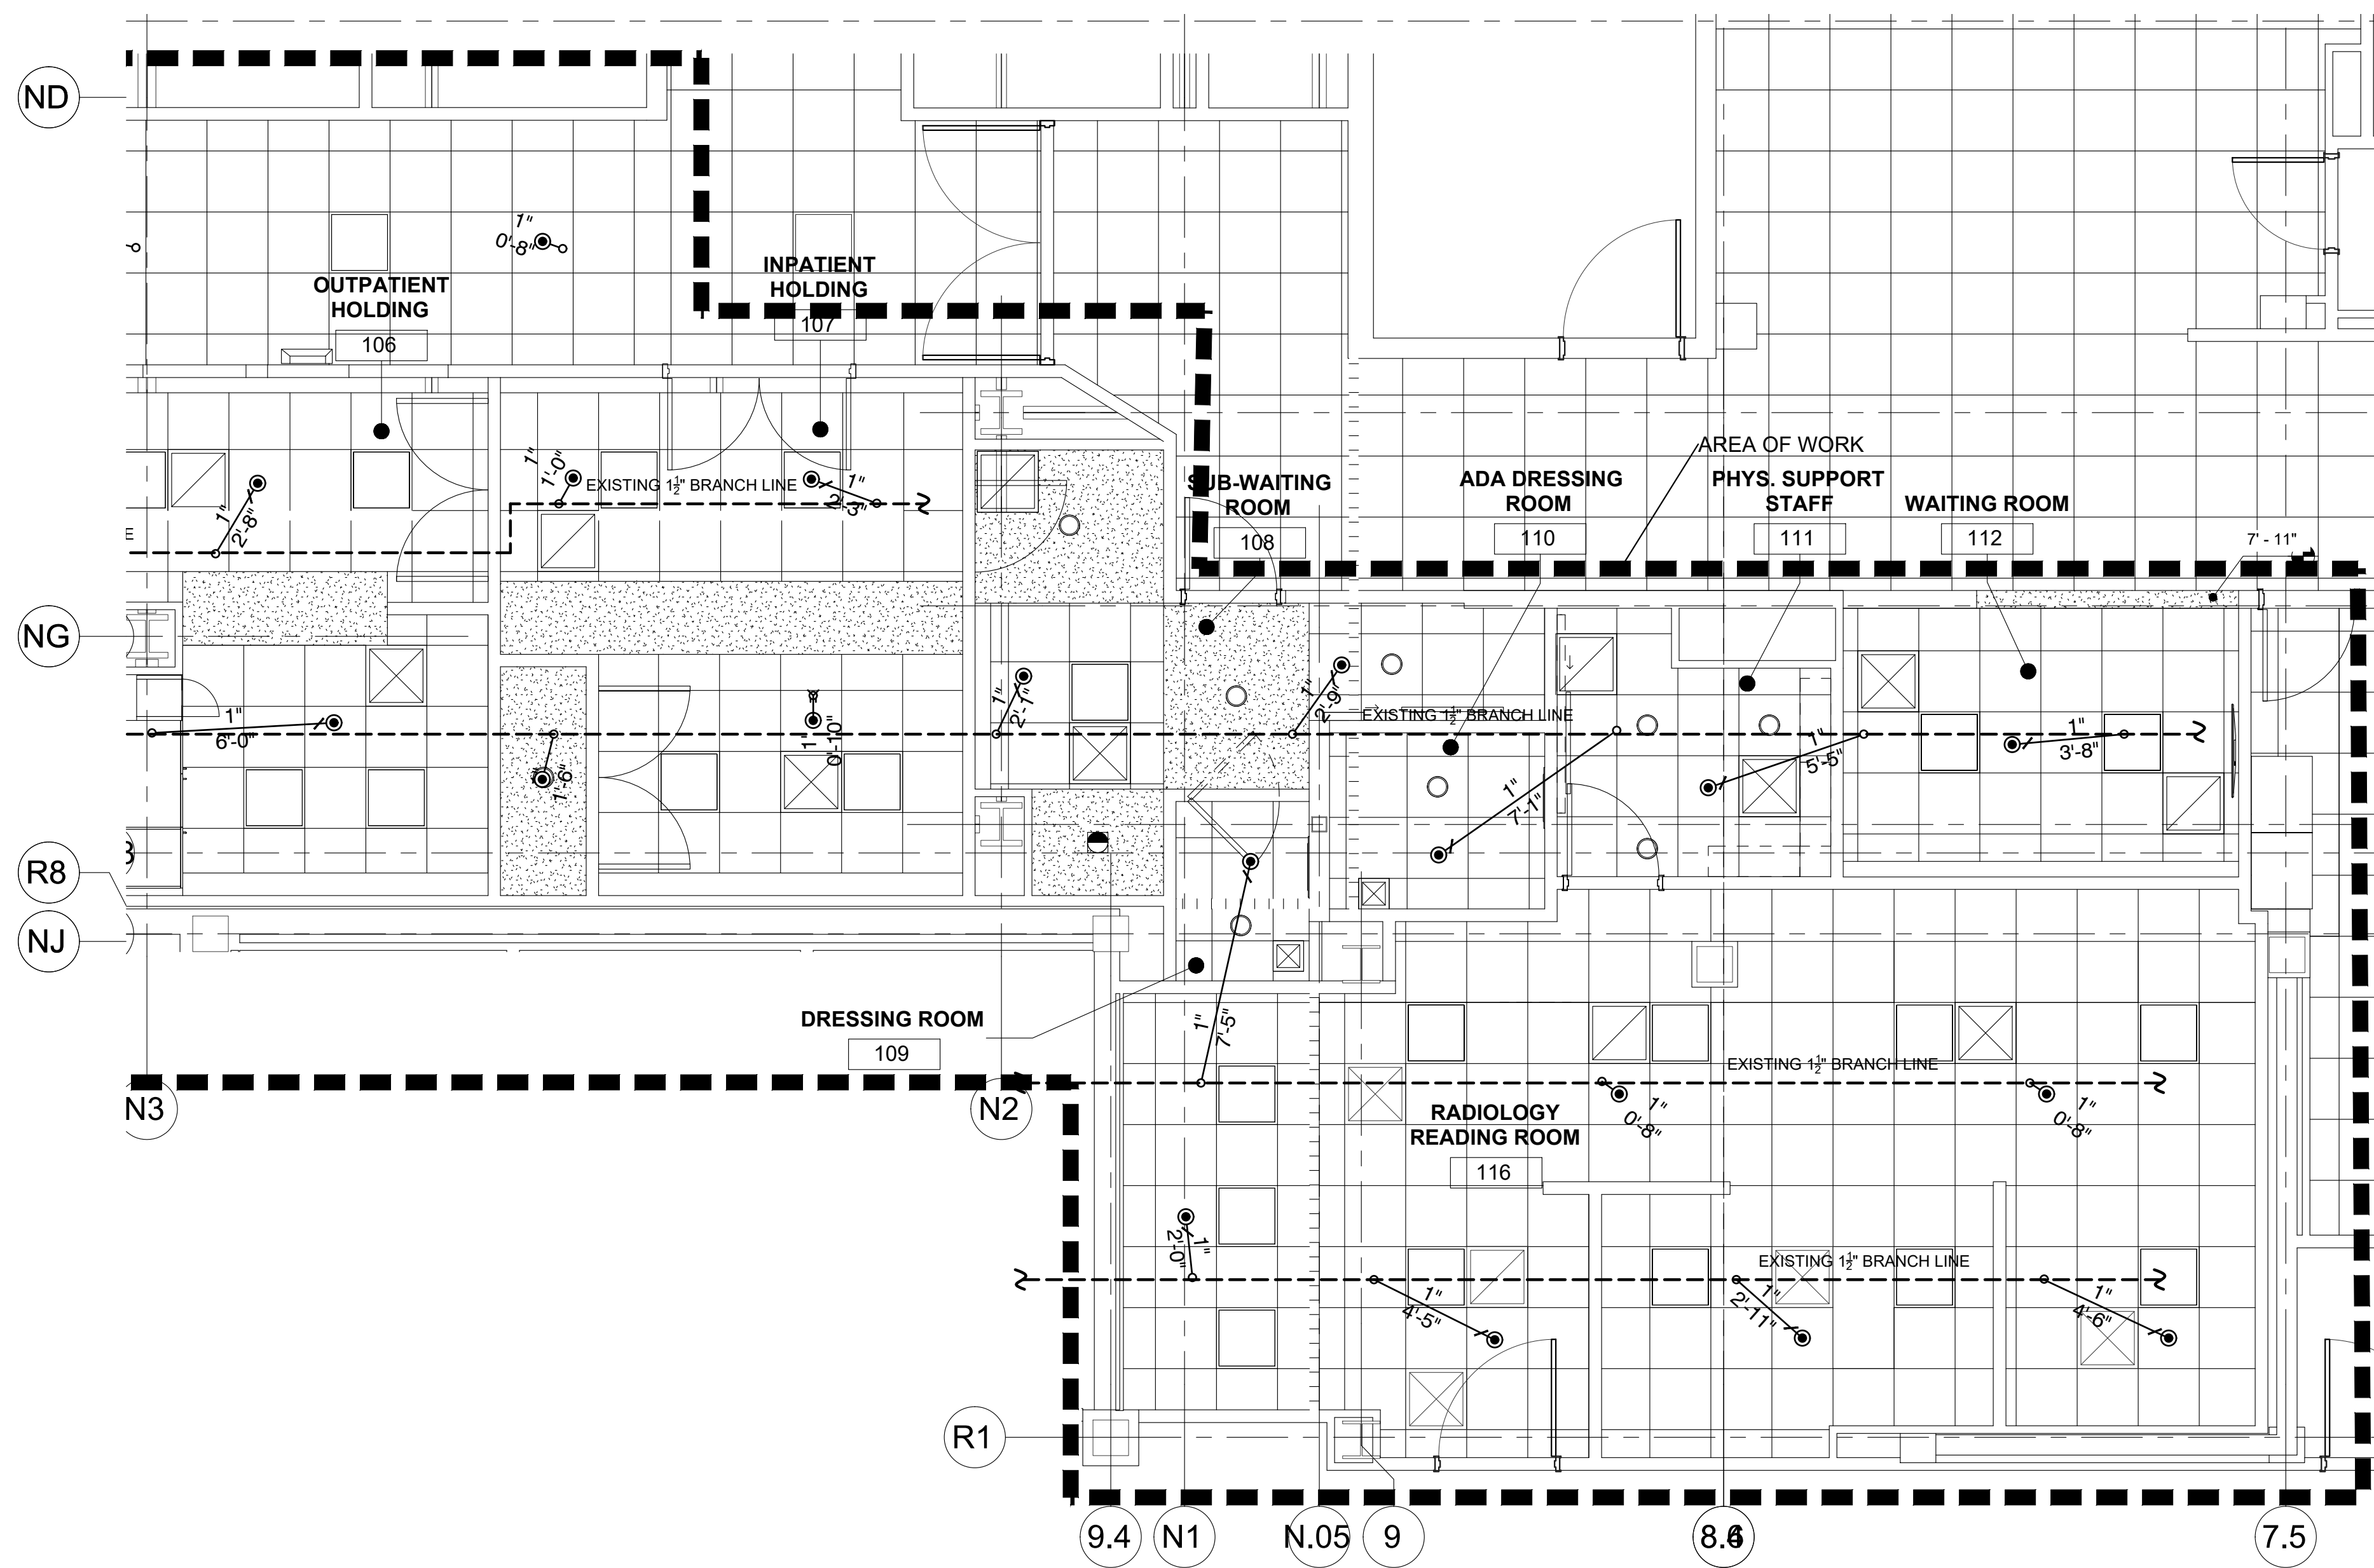 ND
1"
0'-8"
OUTPATIENT
HOLDING
106
INPATIENT
HOLDING
107
1"
2'-8"
1"
1'-0"
EXISTING 1½" BRANCH LINE
1"
2'-3"
E
SUB-WAITING
ROOM
108
ADA DRESSING
ROOM
110
AREA OF WORK
PHYS. SUPPORT
STAFF
111
WAITING ROOM
112
7' - 11"
NG
1"
6'-0"
1'-6"
1"
0'-10"
1"
2'-1"
1"
2'-9"
EXISTING 1½" BRANCH LINE
1"
7'-1"
1"
5'-5"
1"
3'-8"
R8
NJ
DRESSING ROOM
109
1"
7'-5"
N3
N2
EXISTING 1½" BRANCH LINE
RADIOLOGY
READING ROOM
116
1"
0'-8"
1"
0'-8"
1"
2'-0"
EXISTING 1½" BRANCH LINE
1"
4'-5"
1"
2'-11"
1"
4'-6"
R1
9.4
N1
N.05
9
7.5